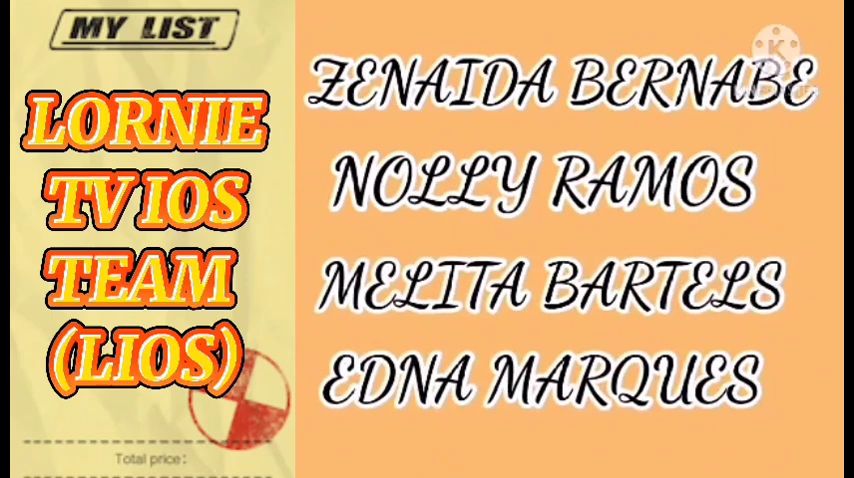 MY LIST
LORNIE
TV IOS
TEAM
(LIOS)
Total price:
ZENAIDA BERNABE
NOLLY RAMOS
MELITA BARTELS
EDNA MARQUES